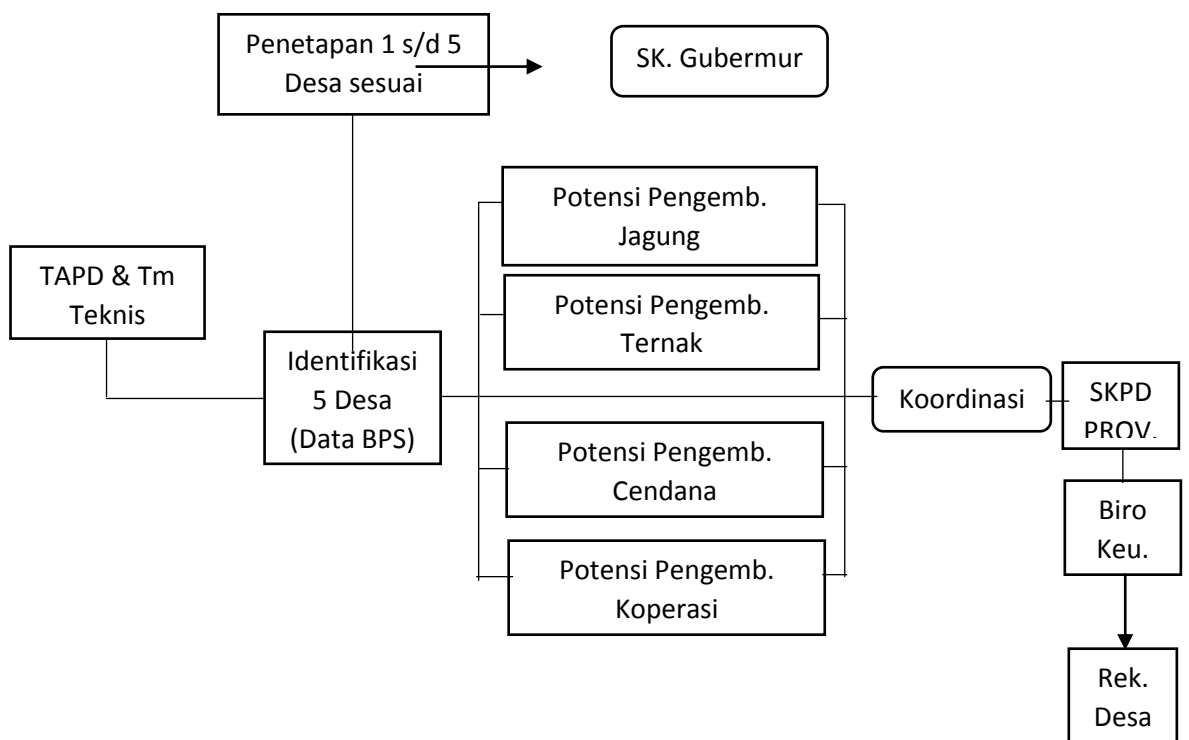 Penetapan 1 s/d 5
Desa sesuai
SK. Gubermur
Potensi Pengemb.
Jagung
TAPD & Tm
Teknis
Potensi Pengemb.
Ternak
Identifikasi
5 Desa
(Data BPS)
Koordinasi
SKPD
PROV.
Potensi Pengemb.
Cendana
Biro
Keu.
Potensi Pengemb.
Koperasi
Rek.
Desa